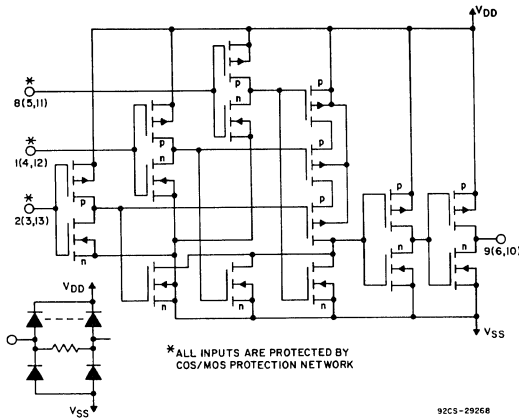 VDD
*
8(5,11)
p
n
p
*
1(4,12)
p
n
p
*
2(3,13)
p
n
p
p
p
n
n
9(6,10)
n
n
n
VDD
VSS
*ALL INPUTS ARE PROTECTED BY
COS/MOS PROTECTION NETWORK
VSS
92CS-29268